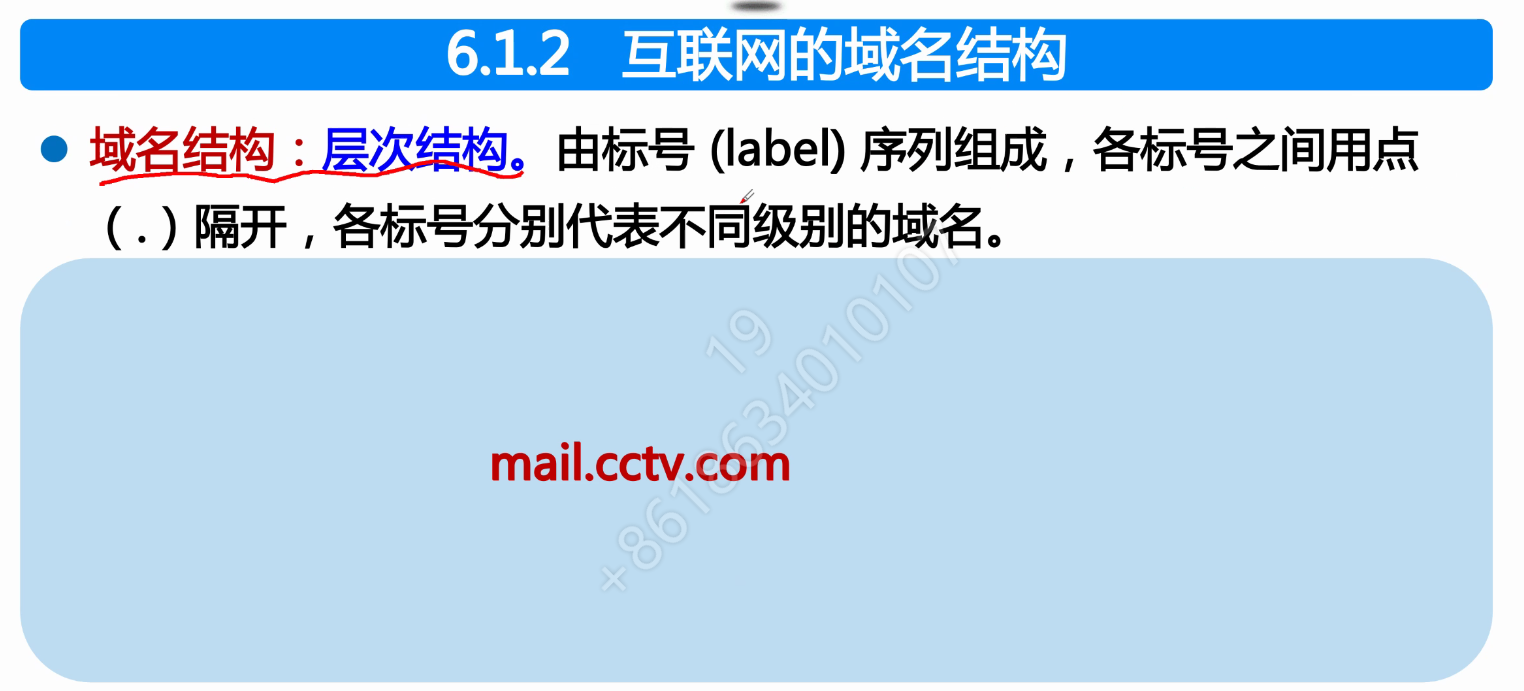 6.1.2 互联网的域名结构
域名结构：层次结构。由标号 (label) 序列组成，各标号之间用点
（.）隔开，各标号分别代表不同级别的域名。
19
+8618634010107
mail.cctv.com